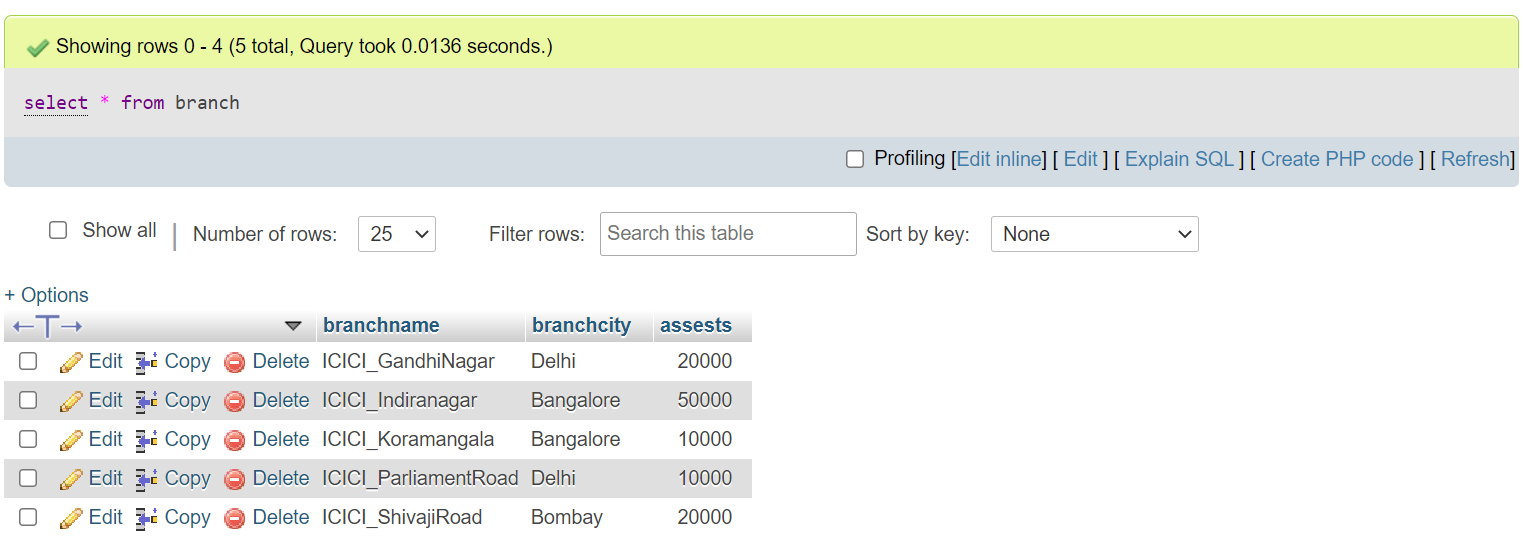 Showing rows 0 - 4 (5 total, Query took 0.0136 seconds.)
select * from branch
Profiling [Edit inline] [ Edit ] [ Explain SQL ] [ Create PHP code ] [ Refresh]
Show all | Number of rows: 25 Filter rows: Search this table Sort by key: None
+ Options
←T→ branchname branchcity assests
Edit Copy Delete ICICI_GandhiNagar Delhi 20000
Edit Copy Delete ICICI_Indiranagar Bangalore 50000
Edit Copy Delete ICICI_Koramangala Bangalore 10000
Edit Copy Delete ICICI_ParliamentRoad Delhi 10000
Edit Copy Delete ICICI_ShivajiRoad Bombay 20000